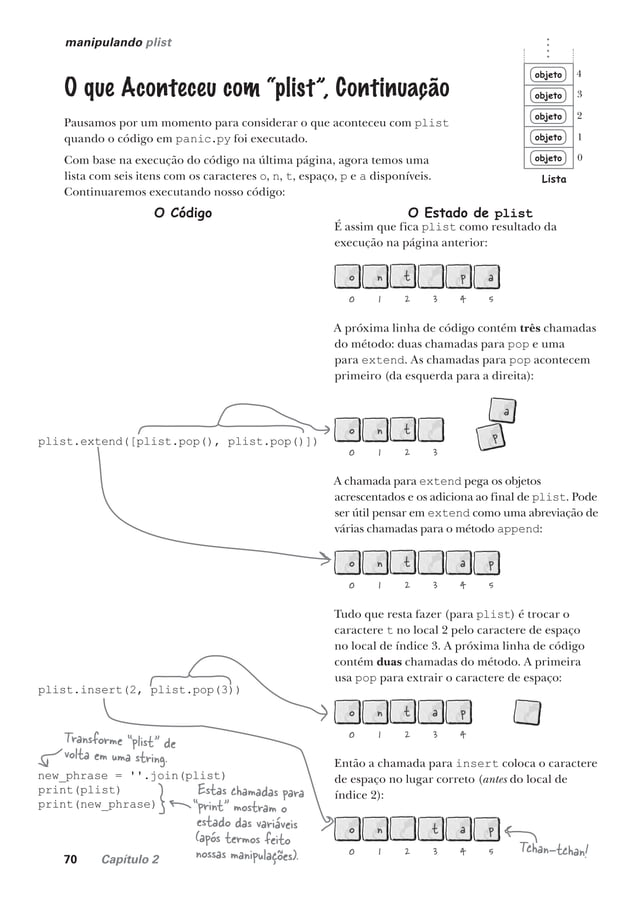 manipulando plist
O que Aconteceu com “plist”, Continuação
Pausamos por um momento para considerar o que aconteceu com plist
quando o código em panic.py foi executado.
Com base na execução do código na última página, agora temos uma
lista com seis itens com os caracteres o, n, t, espaço, p e a disponíveis.
Continuaremos executando nosso código:
objeto 4
objeto 3
objeto 2
objeto 1
objeto 0
Lista
O Código
O Estado de plist
É assim que fica plist como resultado da
execução na página anterior:
o n t p a
0 1 2 3 4 5
A próxima linha de código contém três chamadas
do método: duas chamadas para pop e uma
para extend. As chamadas para pop acontecem
primeiro (da esquerda para a direita):
plist.extend([plist.pop(), plist.pop()])
o n t
0 1 2 3
a
p
A chamada para extend pega os objetos
acrescentados e os adiciona ao final de plist. Pode
ser útil pensar em extend como uma abreviação de
várias chamadas para o método append:
o n t a p
0 1 2 3 4 5
Tudo que resta fazer (para plist) é trocar o
caractere t no local 2 pelo caractere de espaço
no local de índice 3. A próxima linha de código
contém duas chamadas do método. A primeira
usa pop para extrair o caractere de espaço:
plist.insert(2, plist.pop(3))
o n t a p
0 1 2 3 4
Transforme “plist” de
volta em uma string.
new_phrase = ''.join(plist)
print(plist)
print(new_phrase)
Estas chamadas para
“print” mostram o
estado das variáveis
(após termos feito
nossas manipulações).
Então a chamada para insert coloca o caractere
de espaço no lugar correto (antes do local de
índice 2):
o n t a p
0 1 2 3 4 5
Tchan-tchan!
70 Capítulo 2